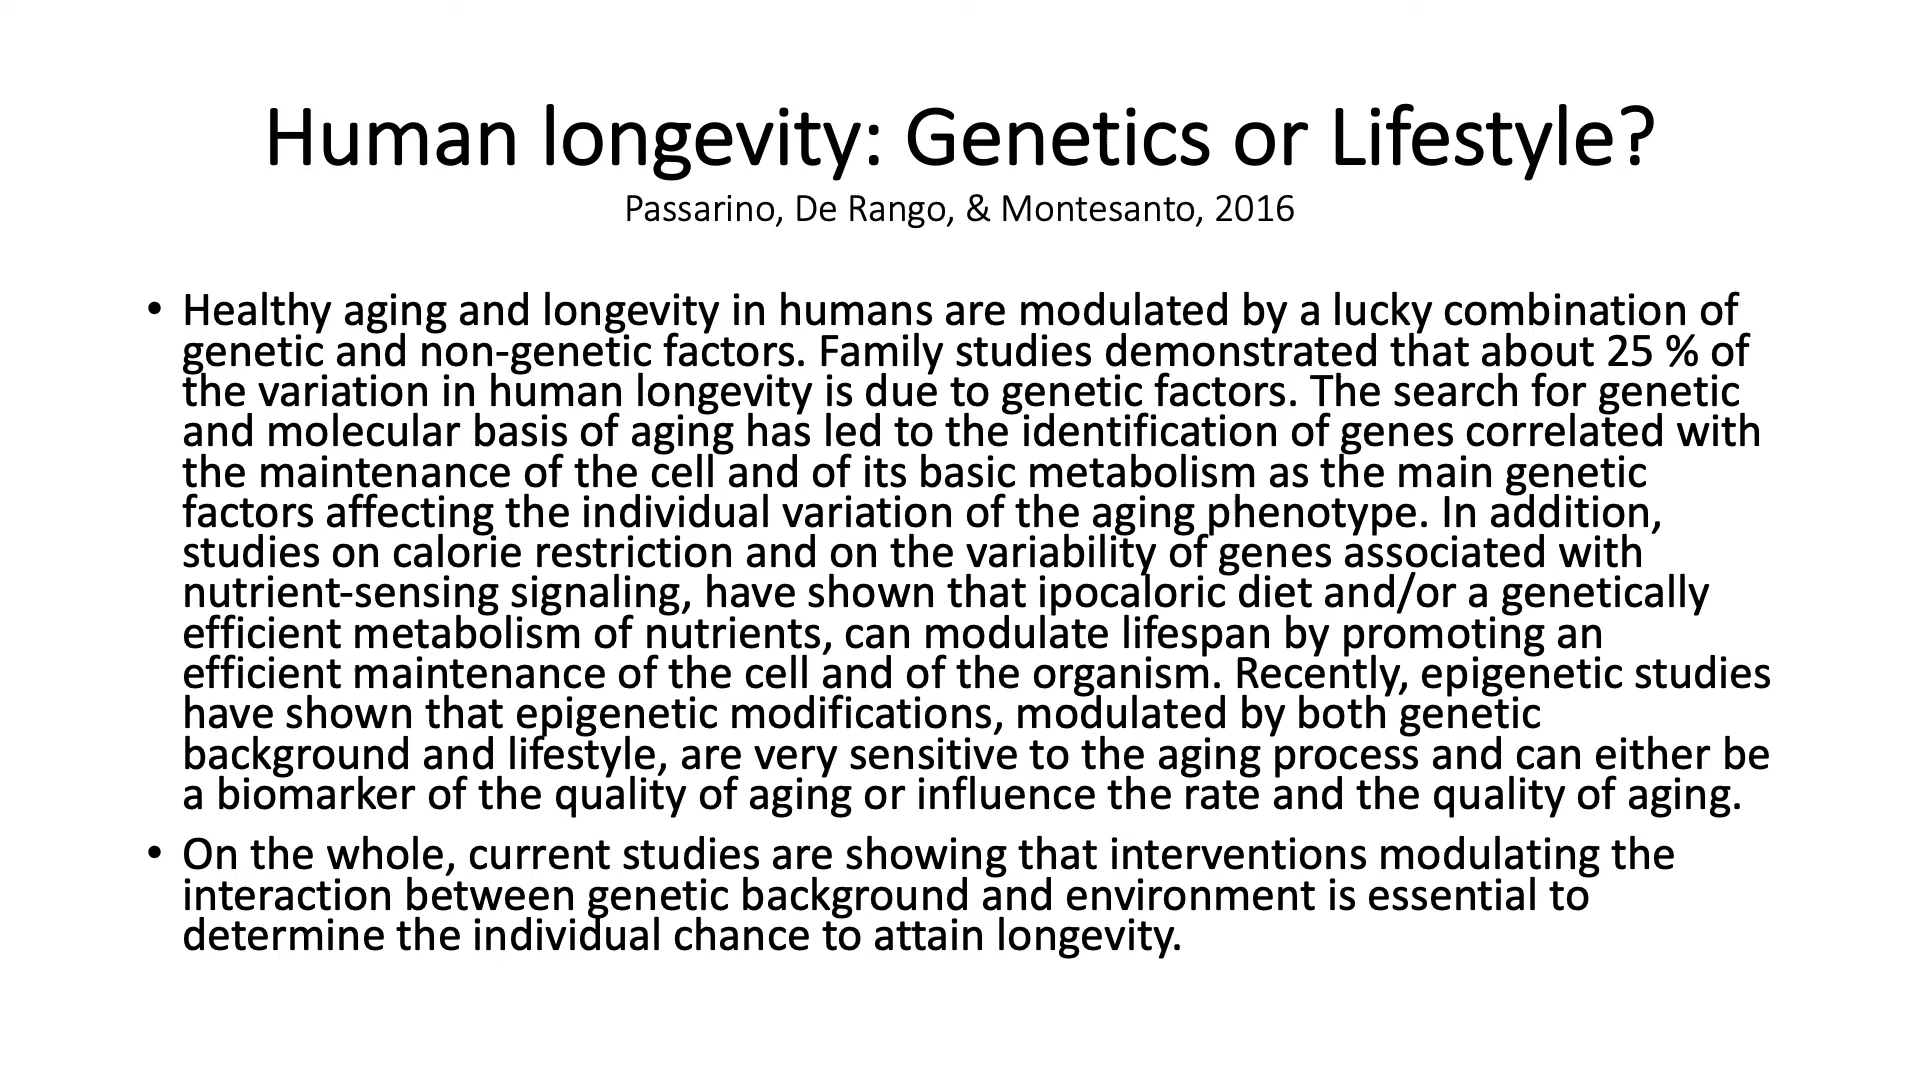 Human longevity: Genetics or Lifestyle?
Passarino, De Rango, & Montesanto, 2016
• Healthy aging and longevity in humans are modulated by a lucky combination of
genetic and non-genetic factors. Family studies demonstrated that about 25 % of
the variation in human longevity is due to genetic factors. The search for genetic
and molecular basis of aging has led to the identification of genes correlated with
the maintenance of the cell and of its basic metabolism as the main genetic
factors affecting the individual variation of the aging phenotype. In addition,
studies on calorie restriction and on the variability of genes associated with
nutrient-sensing signaling, have shown that ipocaloric diet and/or a genetically
efficient metabolism of nutrients, can modulate lifespan by promoting an
efficient maintenance of the cell and of the organism. Recently, epigenetic studies
have shown that epigenetic modifications, modulated by both genetic
background and lifestyle, are very sensitive to the aging process and can either be
a biomarker of the quality of aging or influence the rate and the quality of aging.
• On the whole, current studies are showing that interventions modulating the
interaction between genetic background and environment is essential to
determine the individual chance to attain longevity.